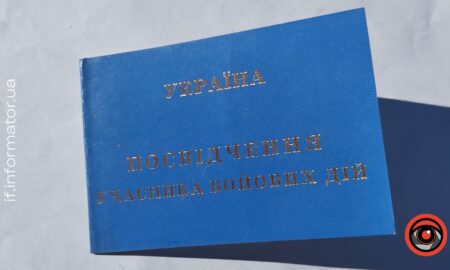 УКРАЇНА
ПОСВІДЧЕННЯ
УЧАСНИКА БОЙОВИХ ДІЙ
if.informator.ua